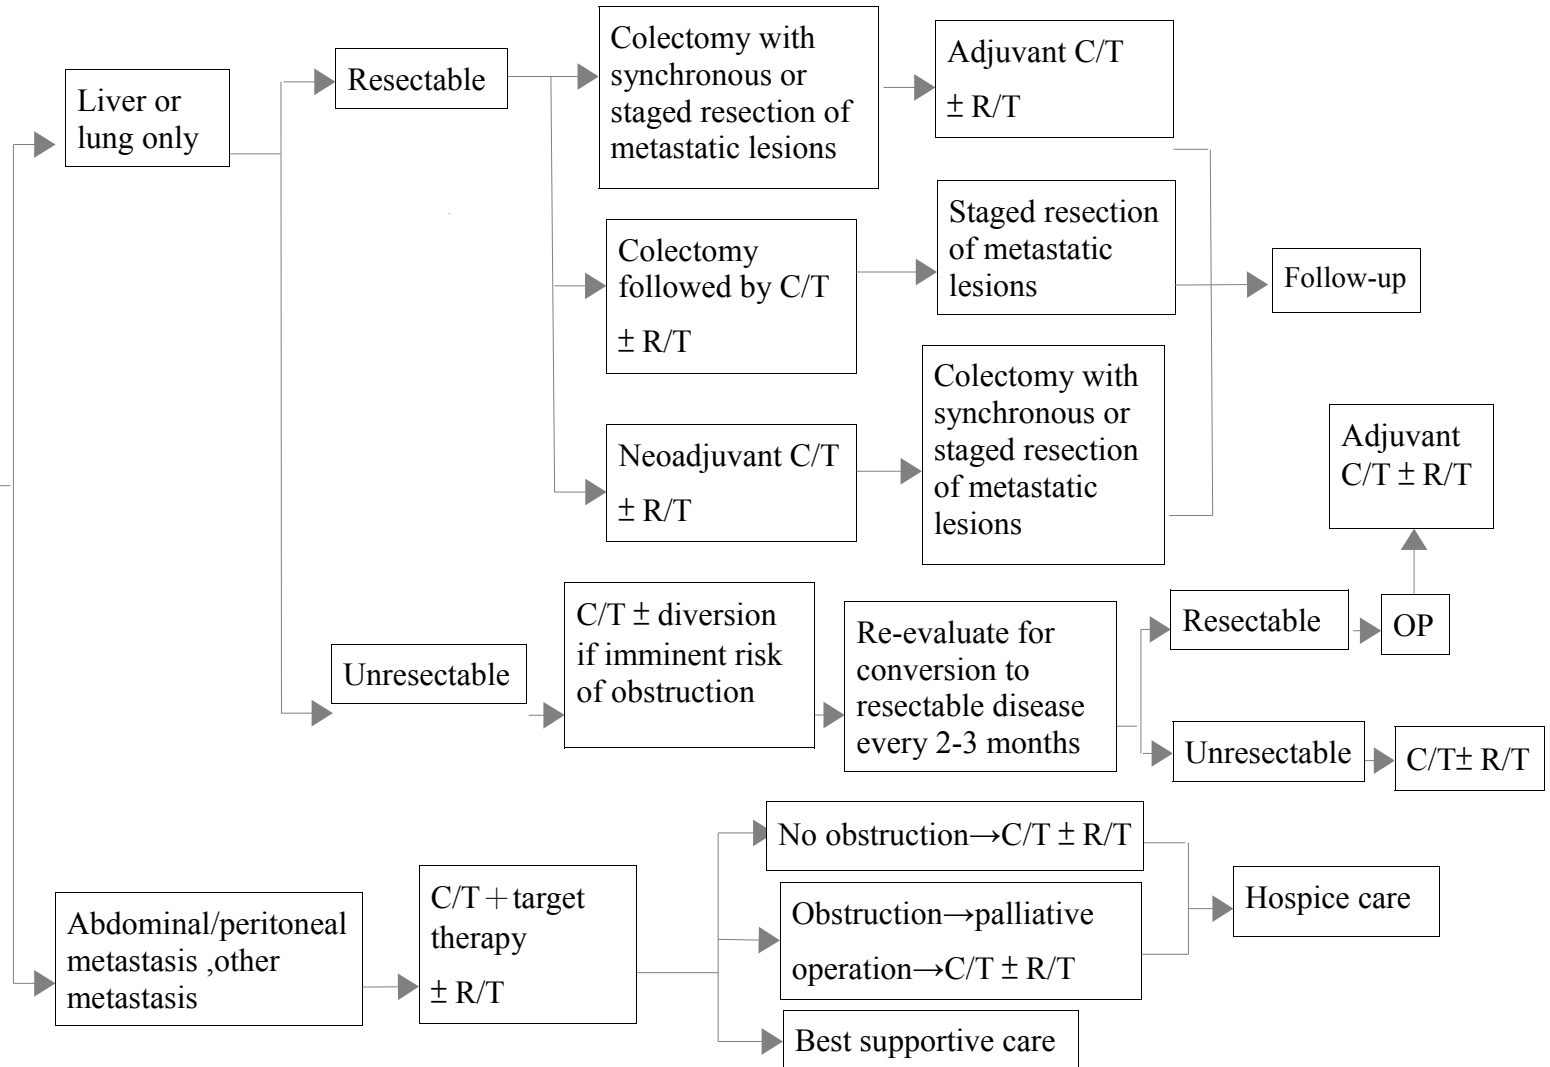 Liver or
lung only
Resectable
Colectomy with
synchronous or
staged resection of
metastatic lesions
Adjuvant C/T
± R/T
Colectomy
followed by C/T
± R/T
Staged resection
of metastatic
lesions
Follow-up
Neoadjuvant C/T
± R/T
Colectomy with
synchronous or
staged resection
of metastatic
lesions
Unresectable
C/T ± diversion
if imminent risk
of obstruction
Re-evaluate for
conversion to
resectable disease
every 2-3 months
Resectable
OP
Adjuvant
C/T ± R/T
Unresectable
C/T± R/T
Abdominal/peritoneal
metastasis ,other
metastasis
C/T＋target
therapy
± R/T
No obstruction→C/T ± R/T
Obstruction→palliative
operation→C/T ± R/T
Best supportive care
Hospice care